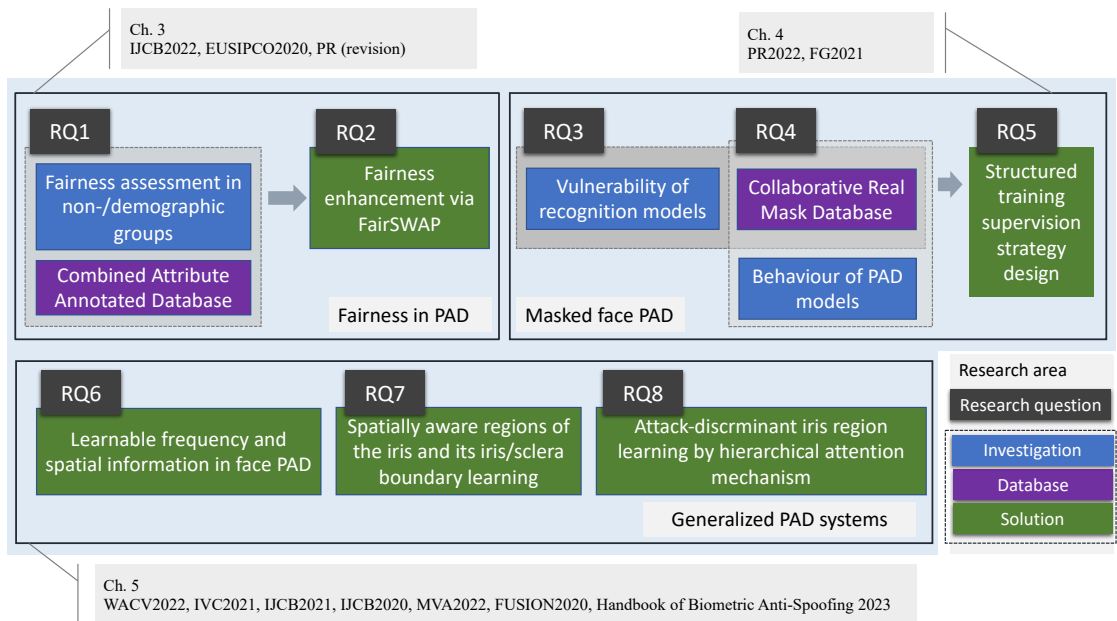 Ch. 3
IJCB2022, EUSIPCO2020, PR (revision)
Ch. 4
PR2022, FG2021
RQ1
Fairness assessment in
non-/demographic
groups
Combined Attribute
Annotated Database
RQ2
Fairness
enhancement via
FairSWAP
Fairness in PAD
RQ3
Vulnerability of
recognition models
RQ4
Collaborative Real
Mask Database
Behaviour of PAD
models
RQ5
Structured
training
supervision
strategy
design
Masked face PAD
RQ6
Learnable frequency and
spatial information in face PAD
RQ7
Spatially aware regions of
the iris and its iris/sclera
boundary learning
RQ8
Attack-discrminant iris region
learning by hierarchical attention
mechanism
Generalized PAD systems
Research area
Research question
Investigation
Database
Solution
Ch. 5
WACV2022, IVC2021, IJCB2021, IJCB2020, MVA2022, FUSION2020, Handbook of Biometric Anti-Spoofing 2023